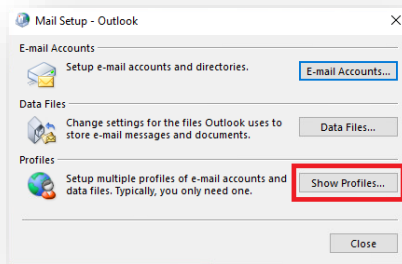 Mail Setup - Outlook
E-mail Accounts
Setup e-mail accounts and directories.
E-mail Accounts...
Data Files
Change settings for the files Outlook uses to
store e-mail messages and documents.
Data Files...
Profiles
Setup multiple profiles of e-mail accounts and
data files. Typically, you only need one.
Show Profiles...
Close